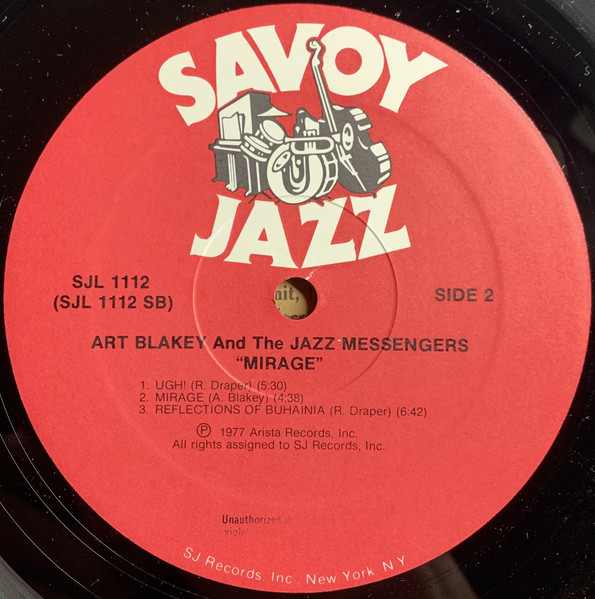 SAVOY
JAZZ
SJL 1112
(SJL 1112 SB)
SIDE 2
nit,
ART BLAKEY And The JAZZ MESSENGERS
“MIRAGE”
1. UGH! (R. Draper) (5:30)
2. MIRAGE (A. Blakey) (4:38)
3. REFLECTIONS OF BUHAINIA (R. Draper) (6:42)
Ⓟ 1977 Arista Records, Inc.
All rights assigned to SJ Records, Inc.
Unauthorized
SJ Records, Inc., New York, N.Y